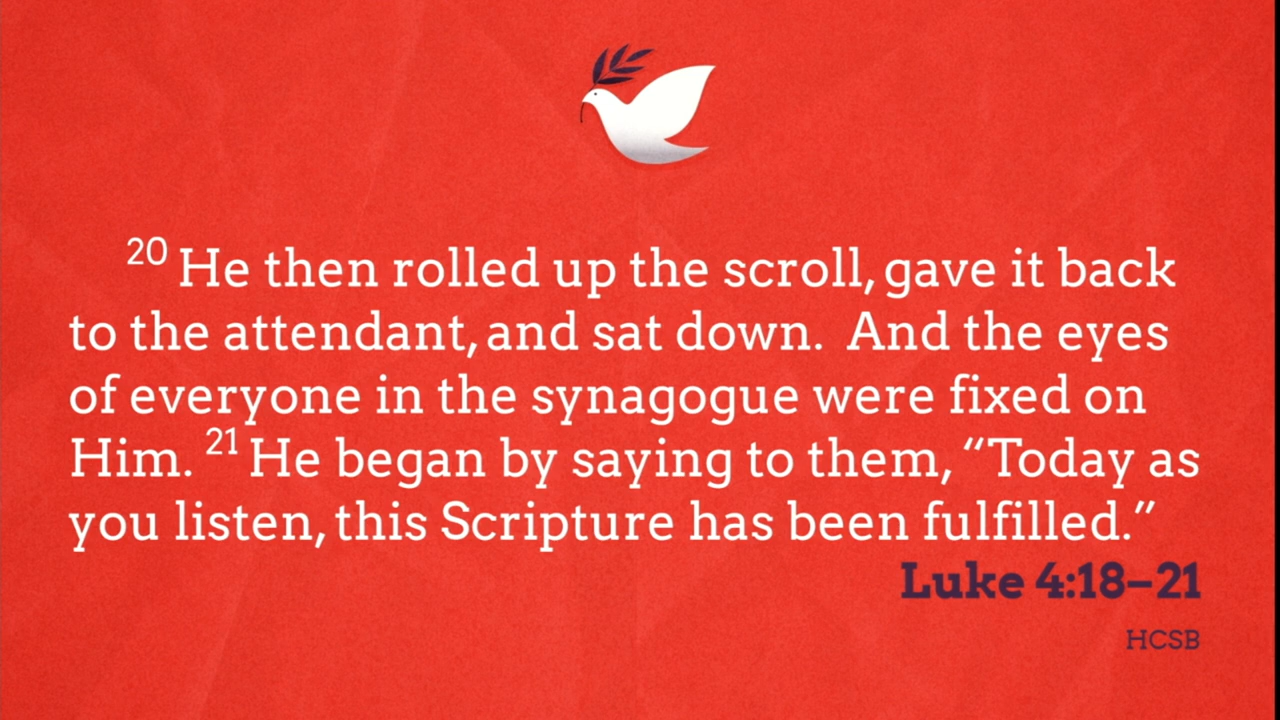 20 He then rolled up the scroll, gave it back
to the attendant, and sat down.  And the eyes
of everyone in the synagogue were fixed on
Him. 21 He began by saying to them, “Today as
you listen, this Scripture has been fulfilled.”
Luke 4:18–21
HCSB